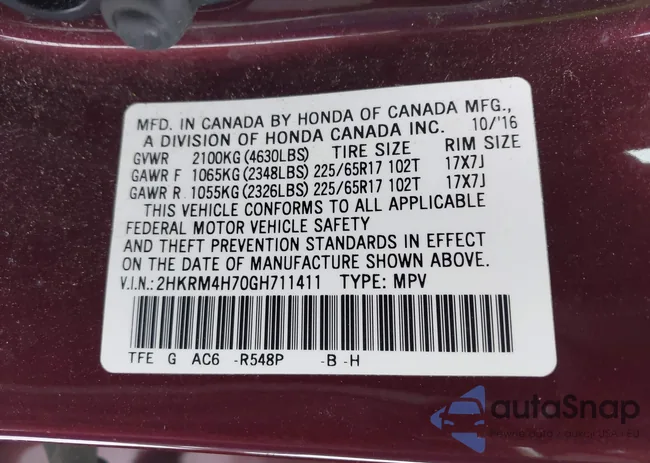 MFD. IN CANADA BY HONDA OF CANADA MFG.,
A DIVISION OF HONDA CANADA INC. 10/'16
GVWR 2100KG (4630LBS) TIRE SIZE RIM SIZE
GAWR F 1065KG (2348LBS) 225/65R17 102T 17X7J
GAWR R 1055KG (2326LBS) 225/65R17 102T 17X7J
THIS VEHICLE CONFORMS TO ALL APPLICABLE
FEDERAL MOTOR VEHICLE SAFETY
AND THEFT PREVENTION STANDARDS IN EFFECT
ON THE DATE OF MANUFACTURE SHOWN ABOVE.
V.I.N.: 2HKRM4H70GH711411 TYPE: MPV
TFE G AC6 -R548P -B -H
autoSnap